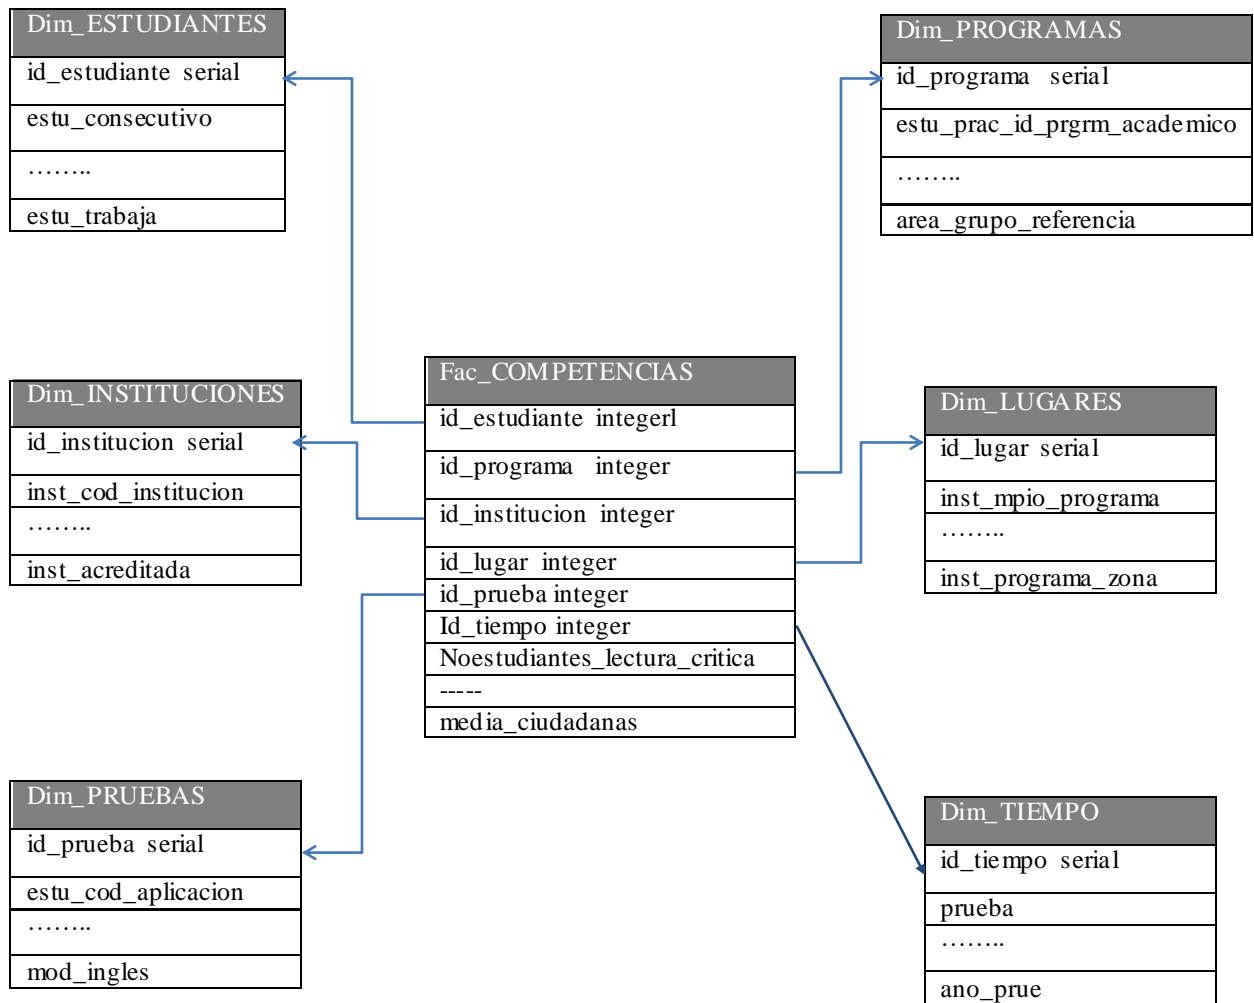 Dim_ESTUDIANTES
id_estudiante serial
estu_consecutivo
……..
estu_trabaja
Dim_PROGRAMAS
id_programa serial
estu_prac_id_prgrm_academico
……..
area_grupo_referencia
Dim_INSTITUCIONES
id_institucion serial
inst_cod_institucion
……..
inst_acreditada
Fac_COMPETENCIAS
id_estudiante integerl
id_programa integer
id_institucion integer
id_lugar integer
id_prueba integer
Id_tiempo integer
Noestudiantes_lectura_critica
-----
media_ciudadanas
Dim_LUGARES
id_lugar serial
inst_mpio_programa
……..
inst_programa_zona
Dim_PRUEBAS
id_prueba serial
estu_cod_aplicacion
……..
mod_ingles
Dim_TIEMPO
id_tiempo serial
prueba
……..
ano_prue